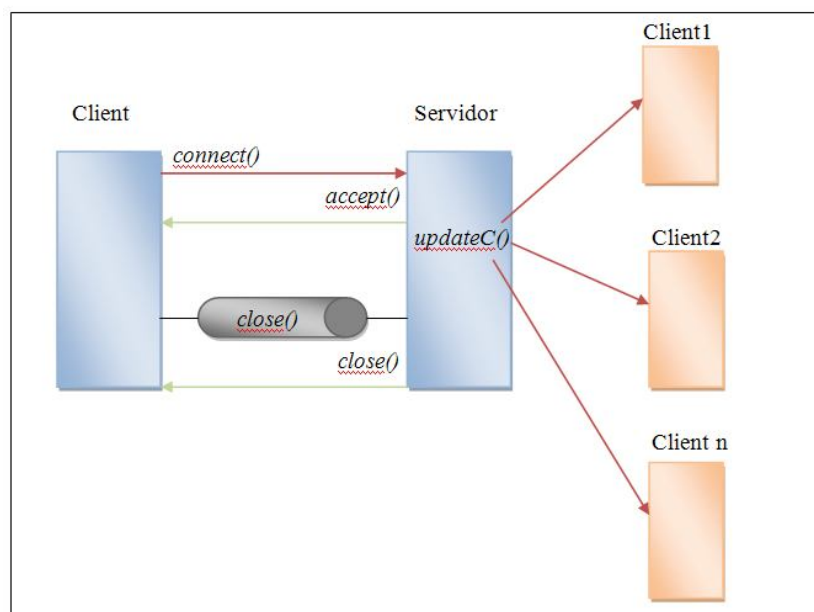 Client1
Client
Servidor
connect()
accept()
updateC()
Client2
close()
close()
Client n